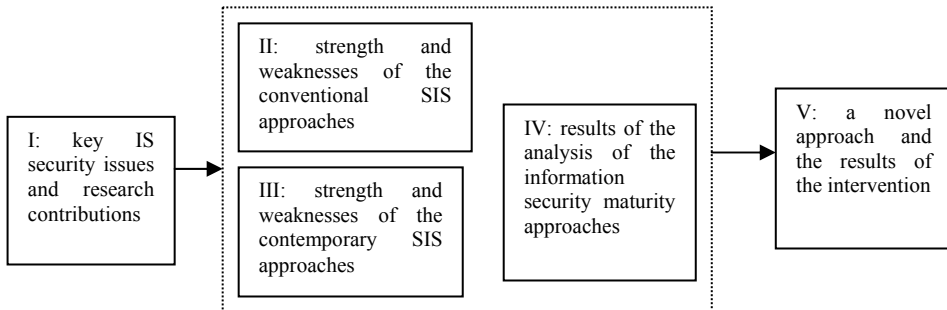 I: key IS
security issues
and research
contributions
II: strength and
weaknesses of the
conventional SIS
approaches
III: strength and
weaknesses of the
contemporary SIS
approaches
IV: results of the
analysis of the
information
security maturity
approaches
V: a novel
approach and
the results of
the intervention